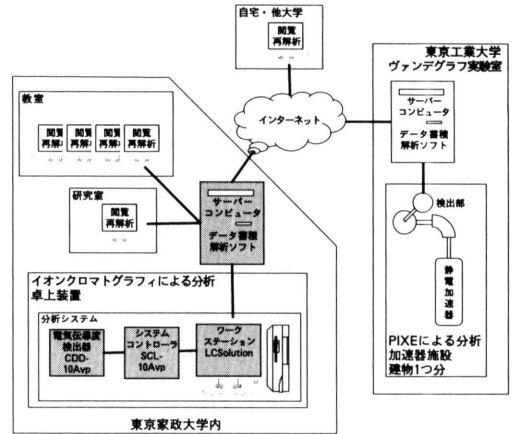 自宅・他大学
閲覧
再解析
インターネット
東京工業大学
ヴァンデグラフ実験室
サーバー
コンピュータ
データ蓄積
解析ソフト
検出部
静電加速器
PIXEによる分析
加速器施設
建物1つ分
教室
閲覧
再解析
閲覧
再解析
閲覧
再解析
閲覧
再解析
研究室
閲覧
再解析
サーバー
コンピュータ
データ蓄積
解析ソフト
イオンクロマトグラフィによる分析
卓上装置
分析システム
電気伝導度
検出器
CDD-
10Avp
システム
コントローラ
SCL-
10Avp
ワーク
ステーション
LCSolution
東京家政大学内